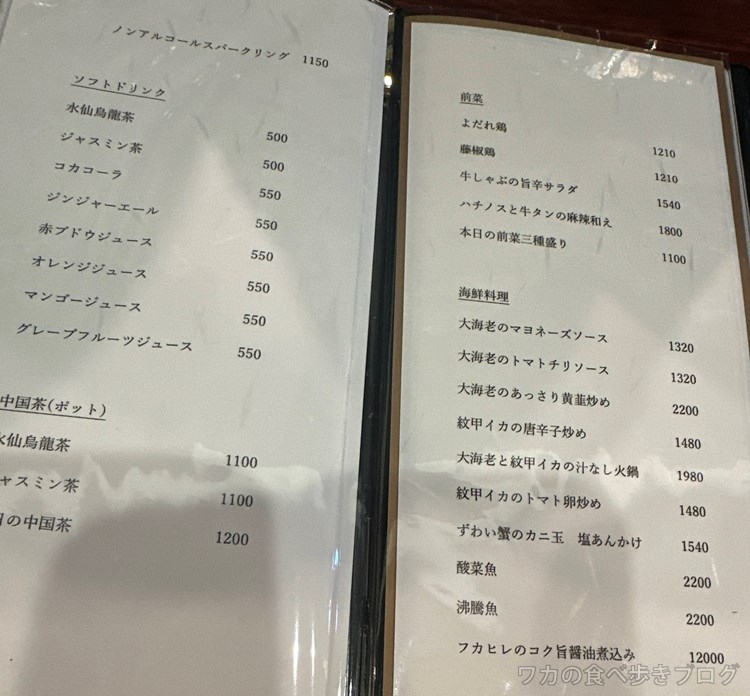 ノンアルコールスパークリング 1150
ソフトドリンク
水仙烏龍茶 500
ジャスミン茶 500
コカコーラ 550
ジンジャーエール 550
赤ブドウジュース 550
オレンジジュース 550
マンゴージュース 550
グレープフルーツジュース 550
中国茶(ポット)
水仙烏龍茶 1100
ャスミン茶 1100
日の中国茶 1200
前菜
よだれ鶏 1210
藤椒鶏 1210
牛しゃぶの旨辛サラダ 1540
ハチノスと牛タンの麻辣和え 1800
本日の前菜三種盛り 1100
海鮮料理
大海老のマヨネーズソース 1320
大海老のトマトチリソース 1320
大海老のあっさり黄韮炒め 2200
紋甲イカの唐辛子炒め 1480
大海老と紋甲イカの汁なし火鍋 1980
紋甲イカのトマト卵炒め 1480
ずわい蟹のカニ玉 塩あんかけ 1540
酸菜魚 2200
沸騰魚 2200
フカヒレのコク旨醤油煮込み 12000
ワカの食べ歩きブログ